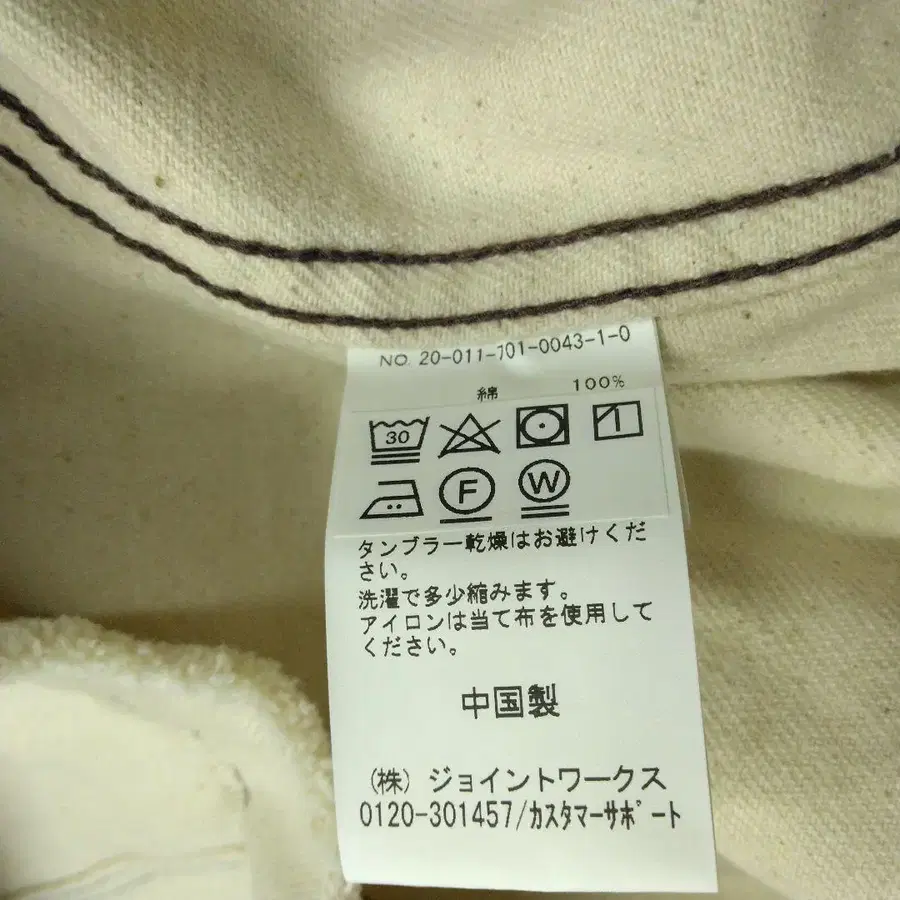 NO. 20-011-101-0043-1-0
綿 100%
30
F W
タンブラー乾燥はお避けくだ
さい。
洗濯で多少縮みます。
アイロンは当て布を使用して
ください。
中国製
(株) ジョイントワークス
0120-301457/カスタマーサポート